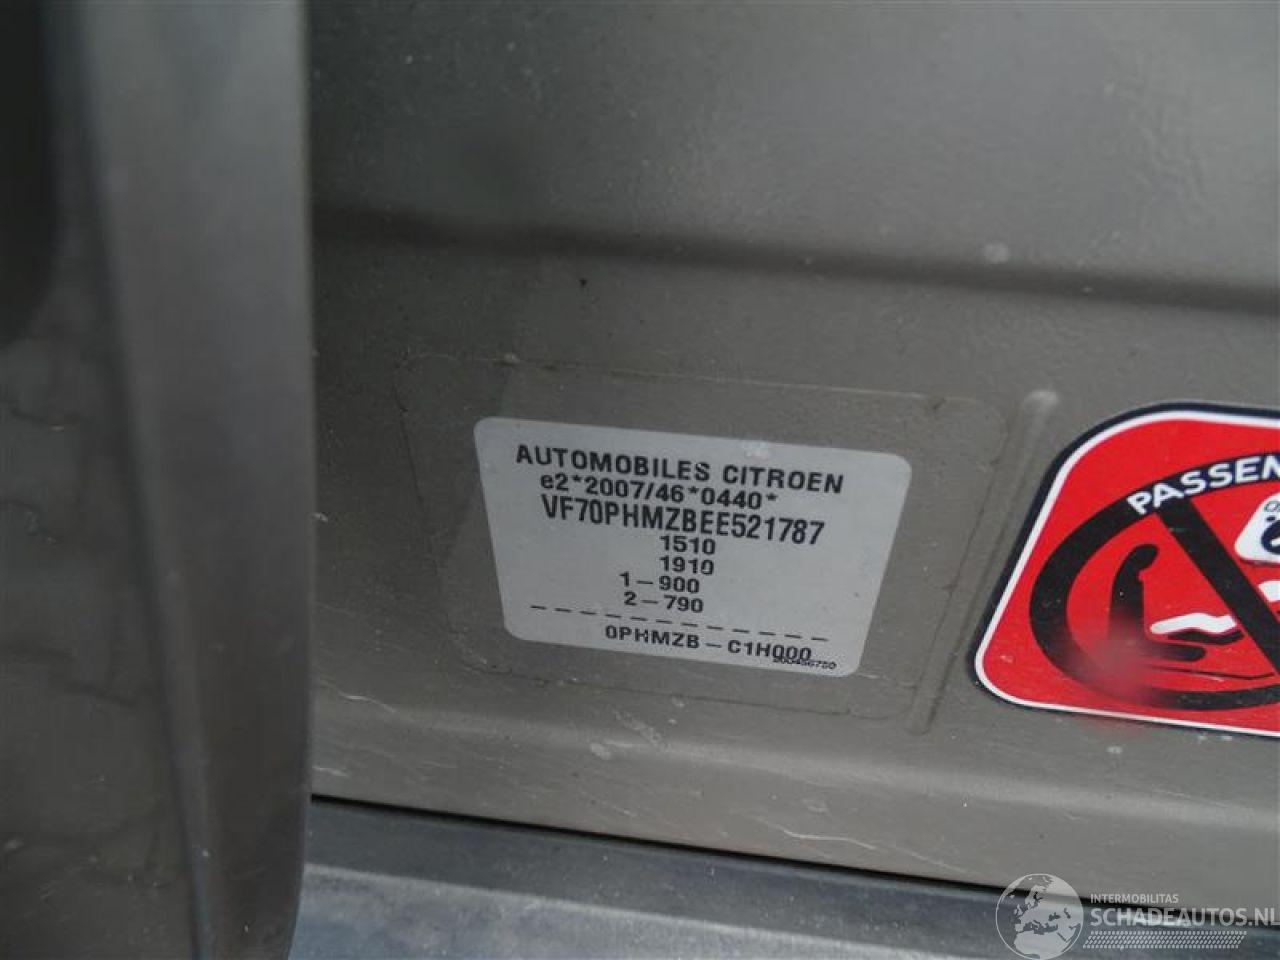 AUTOMOBILES CITROEN
e2*2007/46*0440*
VF70PHMZBEE521787
1510
1910
1-900
2-790
0PHMZB-C1H000
PASSEN
INTERMOBILITAS
SCHADEAUTOS.NL